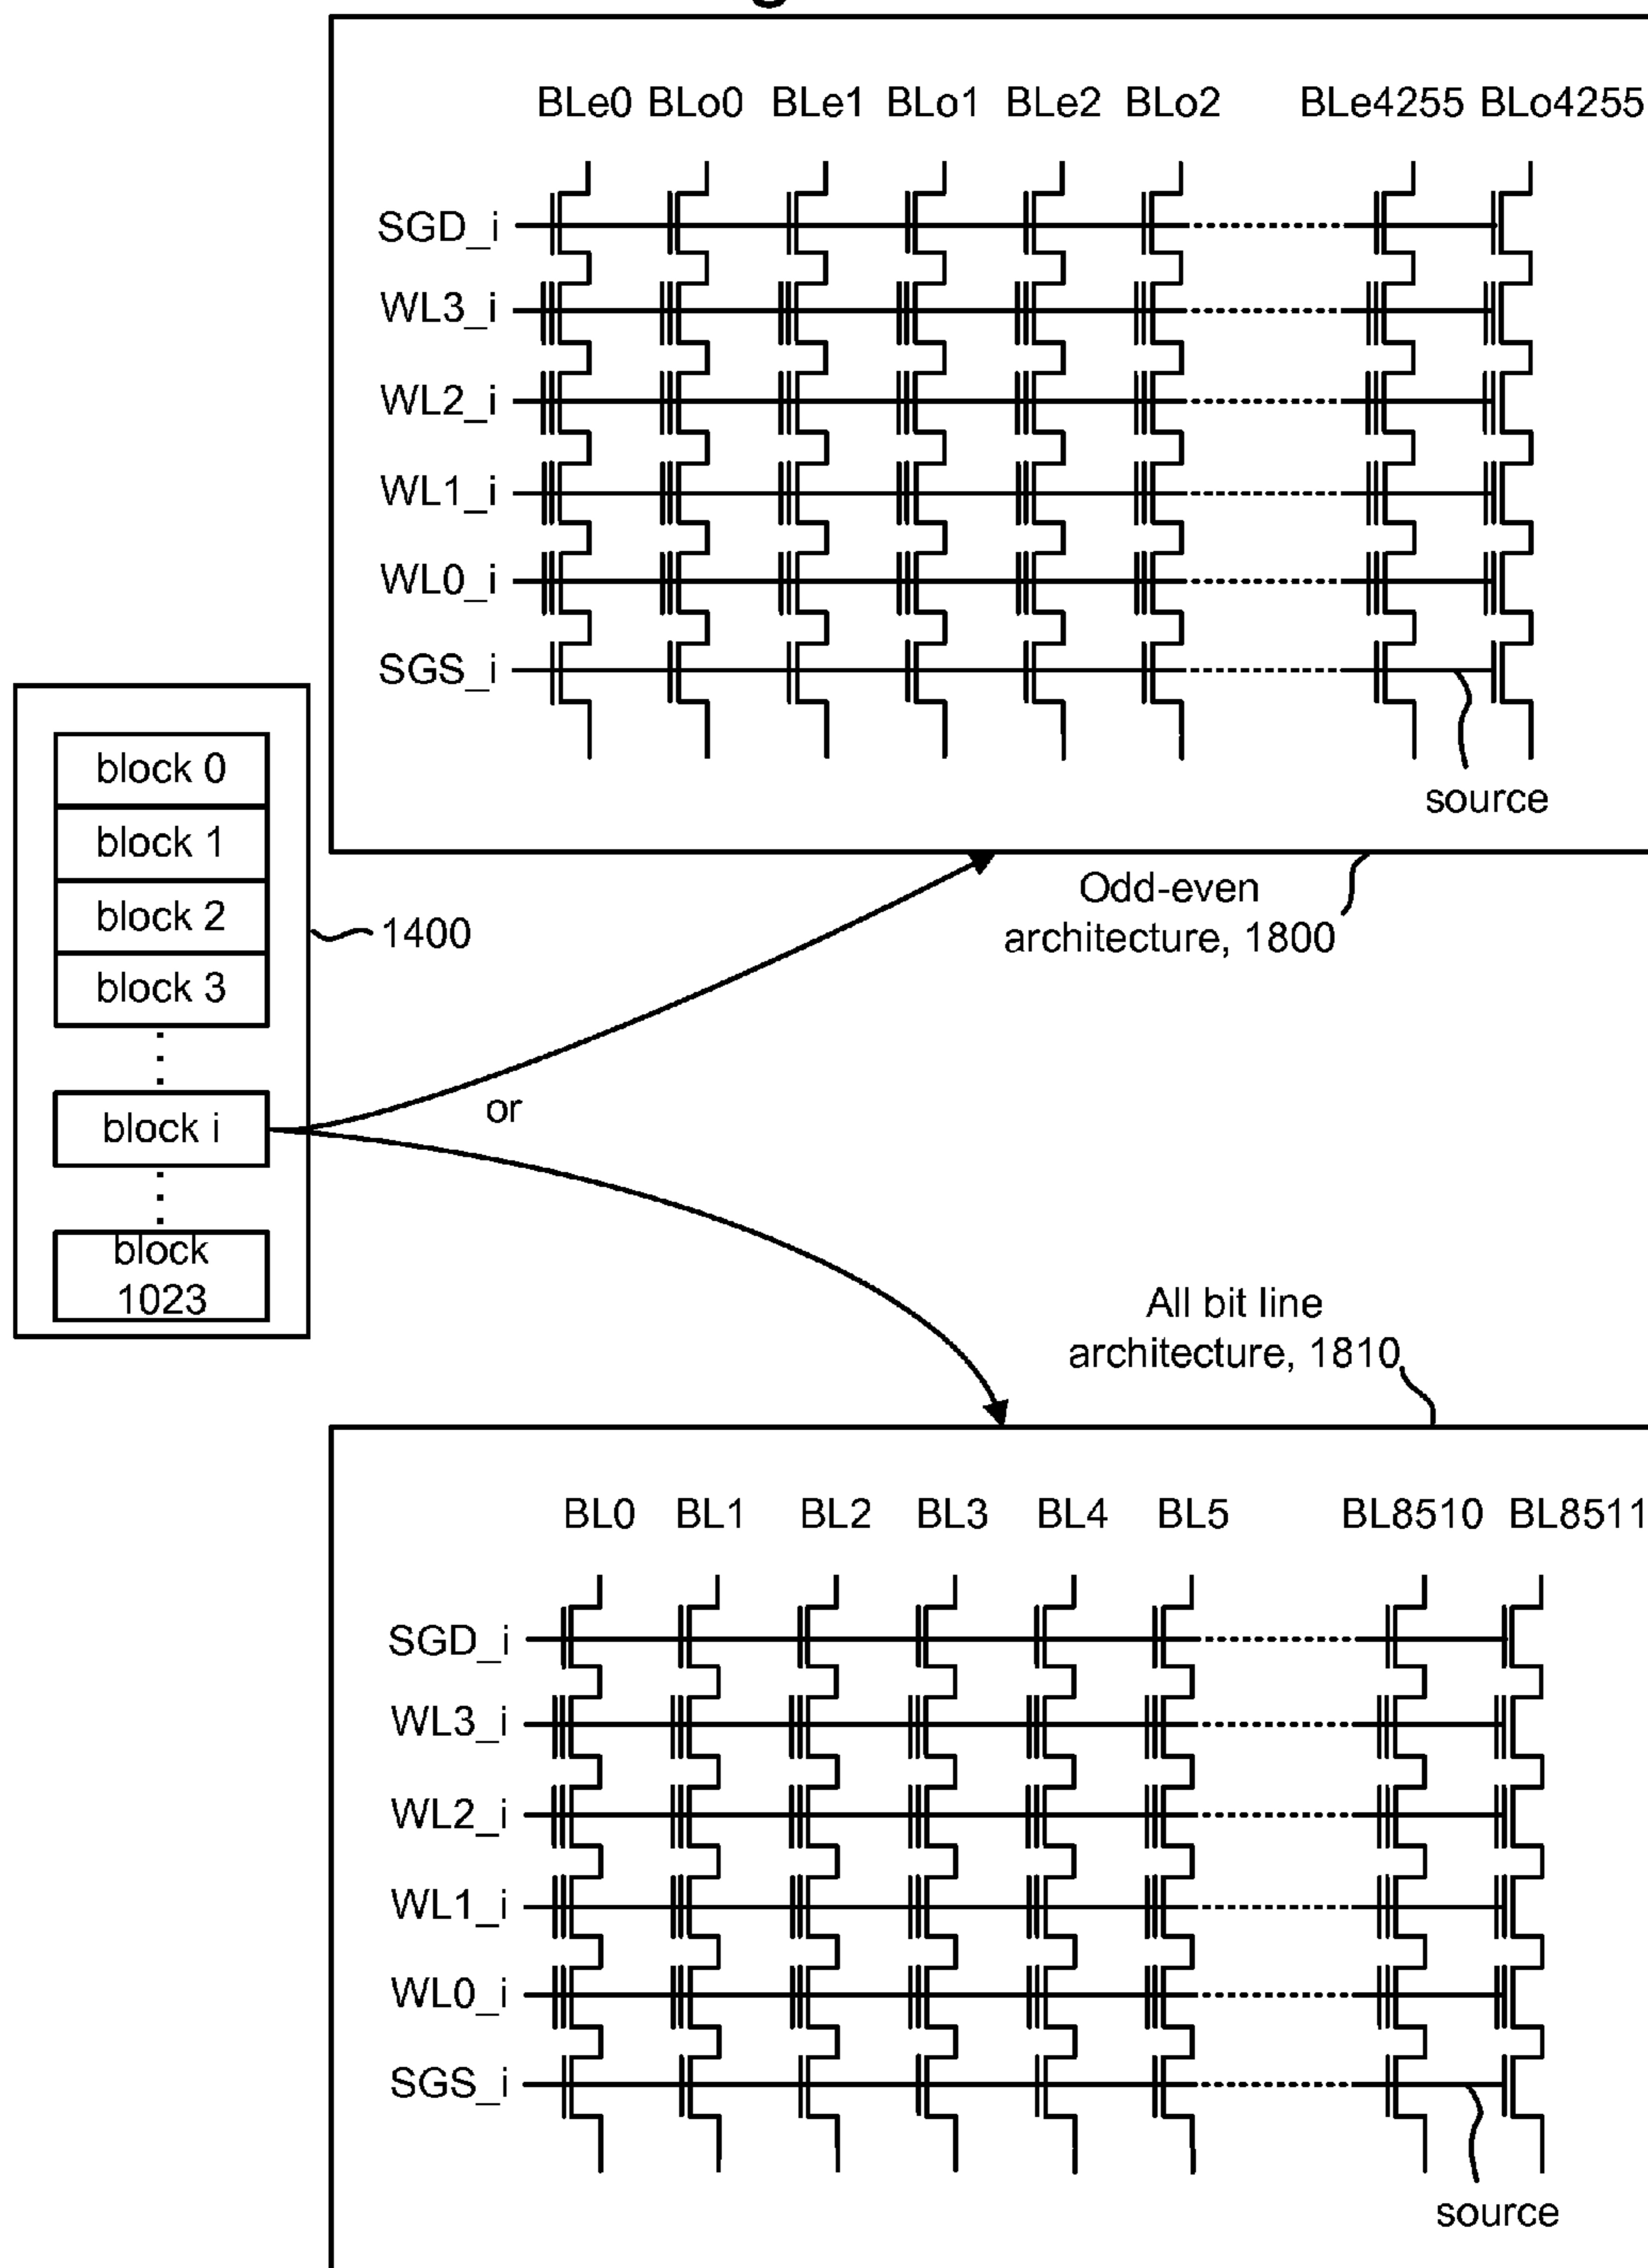 BLe0 BLo0 BLe1 BLo1 BLe2 BLo2 BLe4255 BLo4255
SGD_i
WL3_i
WL2_i
WL1_i
WL0_i
SGS_i
source
Odd-even
architecture, 1800
block 0
block 1
block 2
block 3
block i
block
1023
1400
or
All bit line
architecture, 1810
BL0 BL1 BL2 BL3 BL4 BL5 BL8510 BL8511
SGD_i
WL3_i
WL2_i
WL1_i
WL0_i
SGS_i
source